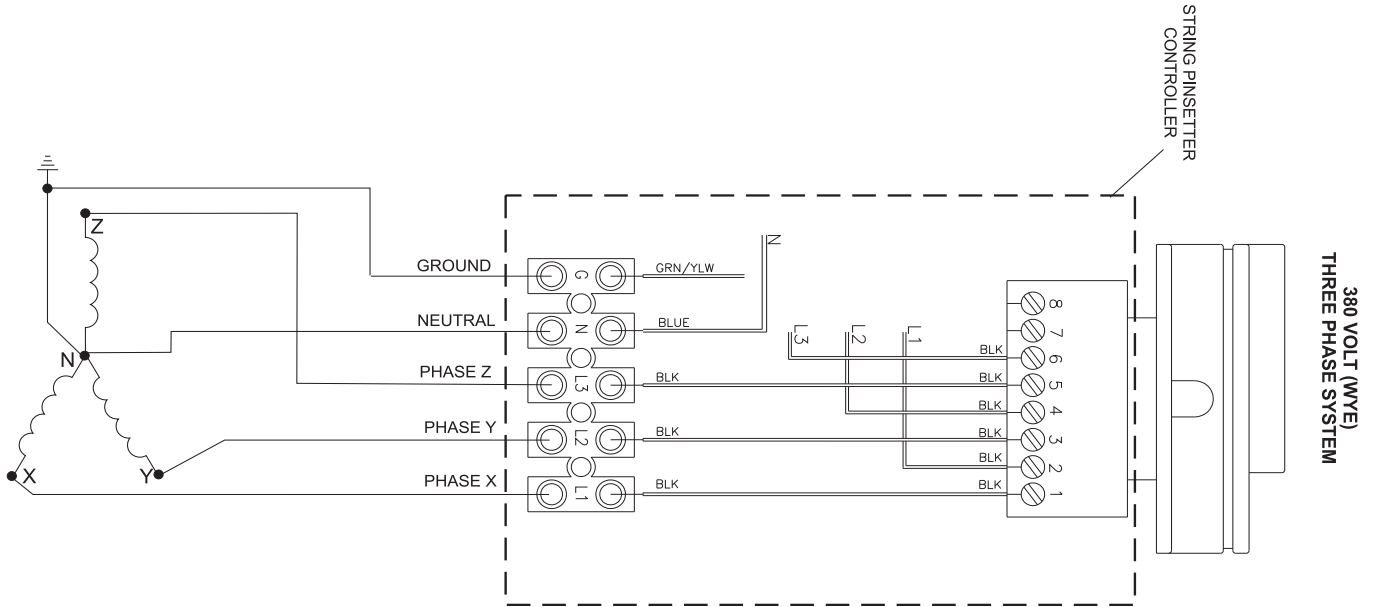 STRING PINSETTER
CONTROLLER
380 VOLT (WYE)
THREE PHASE SYSTEM
Z
N
X
Y
GROUND
NEUTRAL
PHASE Z
PHASE Y
PHASE X
G
N
L3
L2
L1
GRN/YLW
BLUE
BLK
BLK
BLK
N
L3
L2
L1
BLK
BLK
BLK
BLK
BLK
BLK
8
7
6
5
4
3
2
1